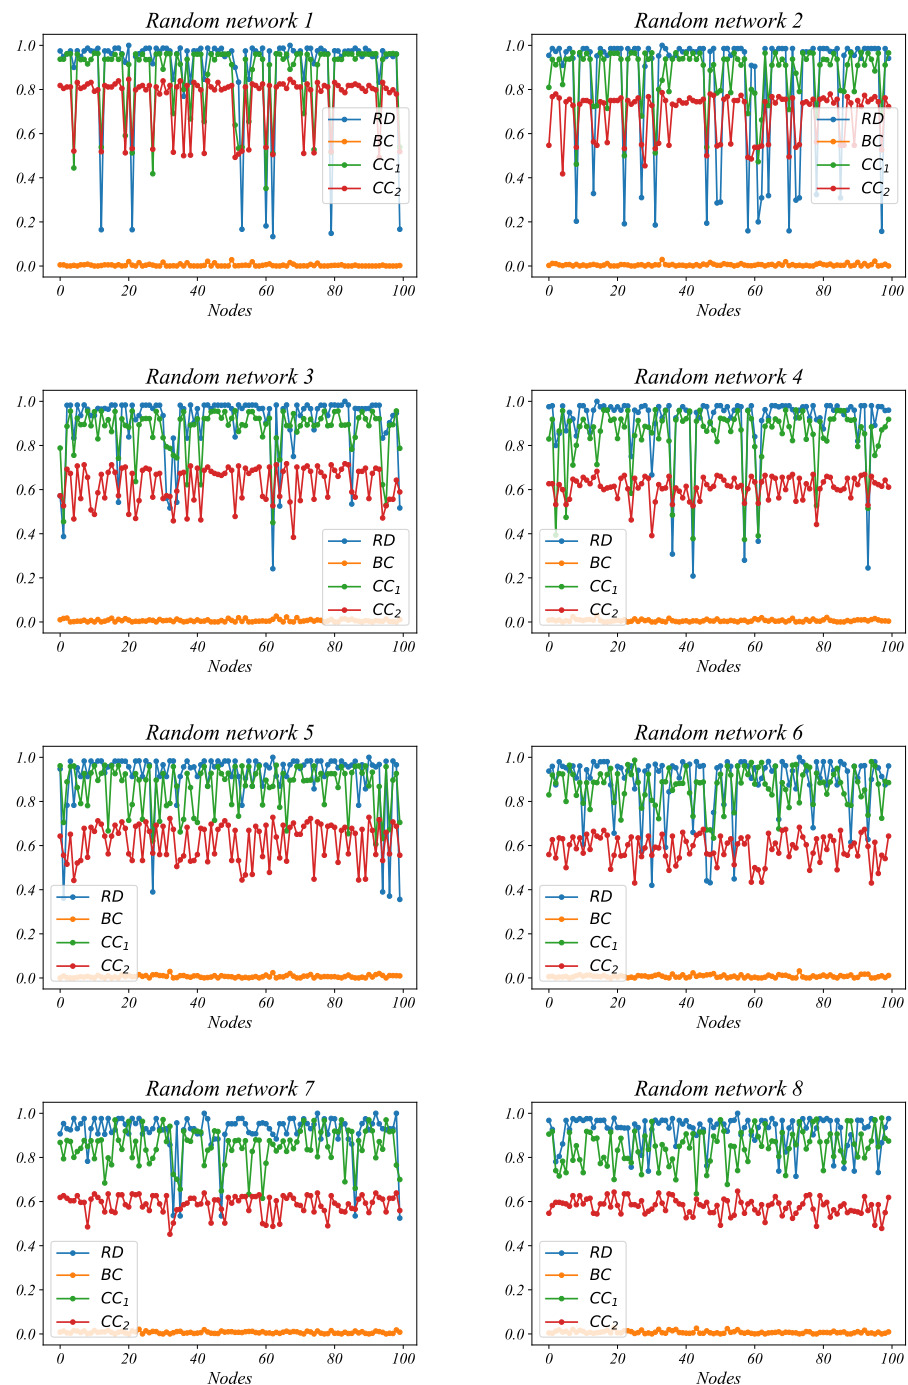 Random network 1
1.0
0.8
0.6
0.4
0.2
0.0
RD
BC
CC1
CC2
0 20 40 60 80 100
Nodes
Random network 2
1.0
0.8
0.6
0.4
0.2
0.0
RD
BC
CC1
CC2
0 20 40 60 80 100
Nodes
Random network 3
1.0
0.8
0.6
0.4
0.2
0.0
RD
BC
CC1
CC2
0 20 40 60 80 100
Nodes
Random network 4
1.0
0.8
0.6
0.4
0.2
0.0
RD
BC
CC1
CC2
0 20 40 60 80 100
Nodes
Random network 5
1.0
0.8
0.6
0.4
0.2
0.0
RD
BC
CC1
CC2
0 20 40 60 80 100
Nodes
Random network 6
1.0
0.8
0.6
0.4
0.2
0.0
RD
BC
CC1
CC2
0 20 40 60 80 100
Nodes
Random network 7
1.0
0.8
0.6
0.4
0.2
0.0
RD
BC
CC1
CC2
0 20 40 60 80 100
Nodes
Random network 8
1.0
0.8
0.6
0.4
0.2
0.0
RD
BC
CC1
CC2
0 20 40 60 80 100
Nodes